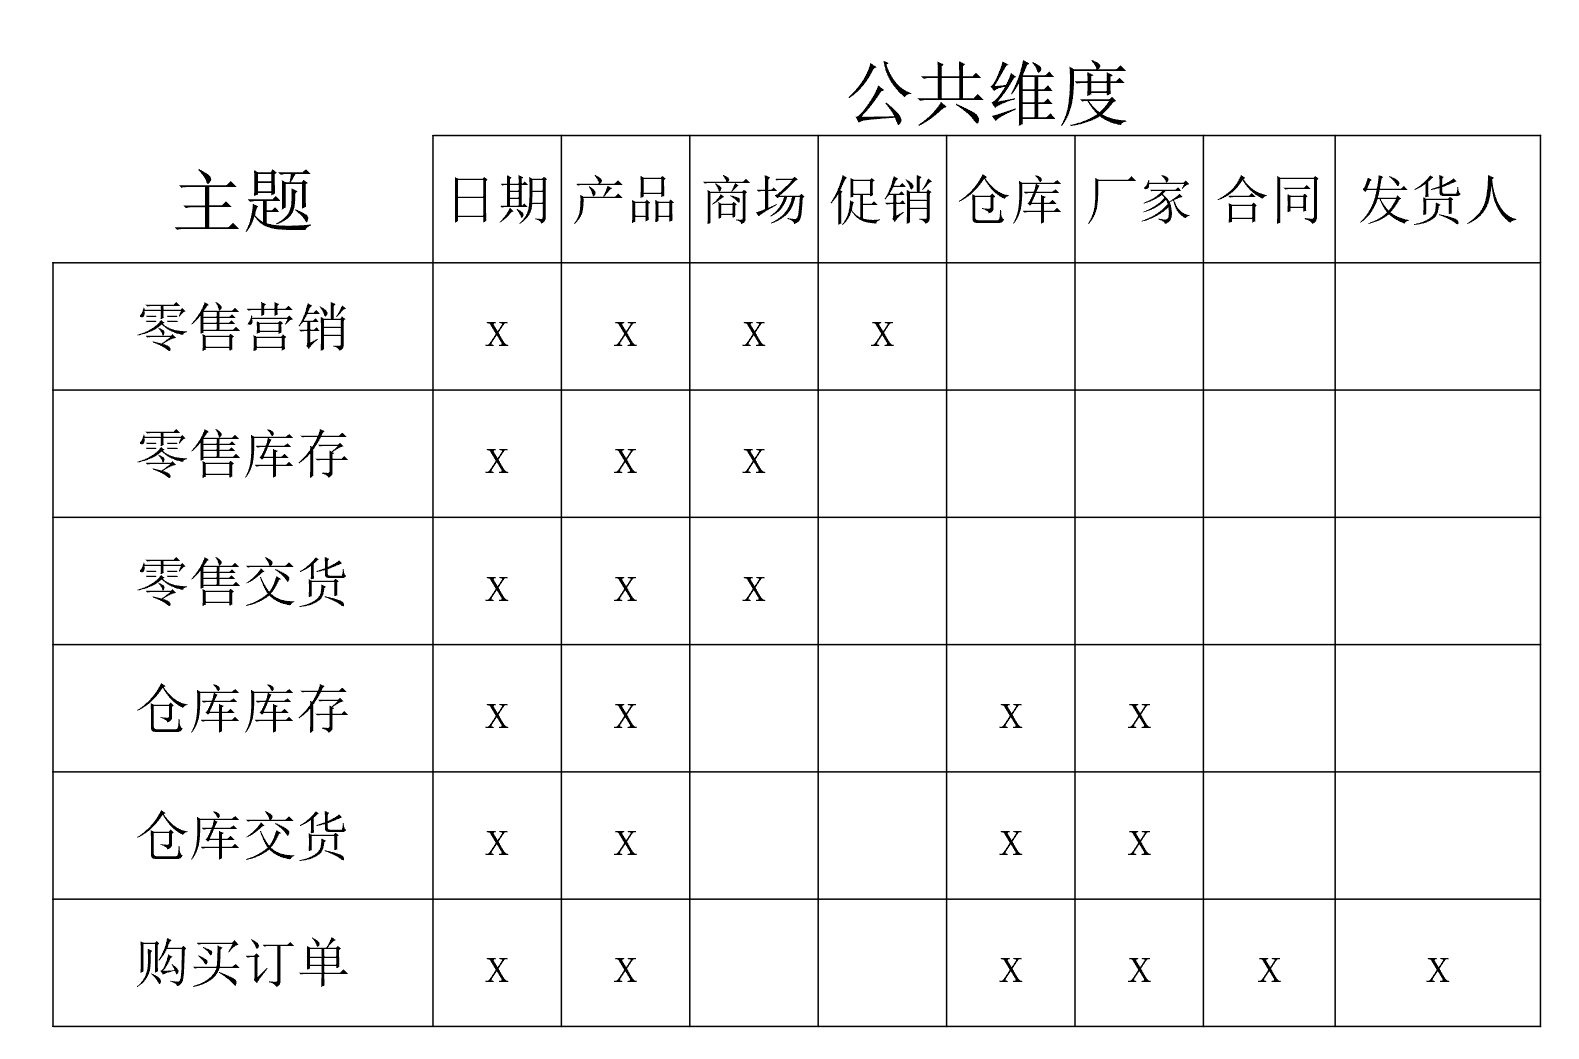 公共维度
主题 日期 产品 商场 促销 仓库 厂家 合同 发货人
零售营销 x x x x
零售库存 x x x
零售交货 x x x
仓库库存 x x x x
仓库交货 x x x x
购买订单 x x x x x x